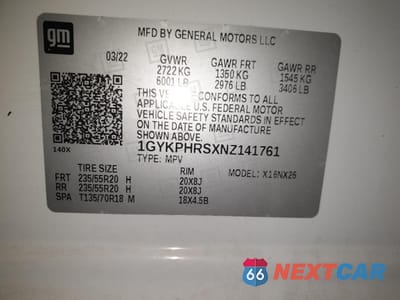 gm
MFD BY GENERAL MOTORS LLC
03/22 GVWR GAWR FRT GAWR RR
2722 KG 1350 KG 1545 KG
6001 LB 2976 LB 3406 LB
THIS VEHICLE CONFORMS TO ALL APPLICABLE
U.S. FEDERAL MOTOR
VEHICLE SAFETY STANDARDS IN EFFECT ON
THE DATE OF MANUFACTURE
SHOWN ABOVE.
140X
1GYKPHRSXNZ141761
TYPE: MPV
MODEL: X16NX26
TIRE SIZE RIM
FRT 235/55R20 H 20X8J
RR 235/55R20 H 20X8J
SPA T135/70R18 M 18X4.5B
66 NEXTCAR